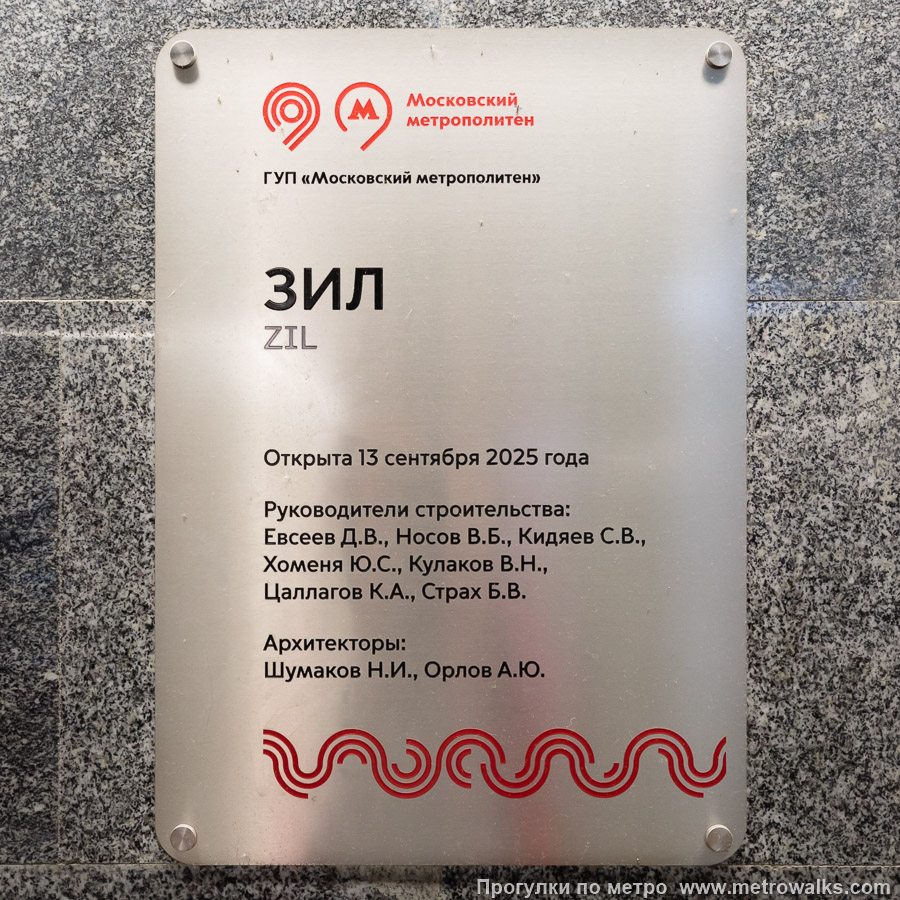 М
Московский
метрополитен
ГУП «Московский метрополитен»
ЗИЛ
ZIL
Открыта 13 сентября 2025 года
Руководители строительства:
Евсеев Д.В., Носов В.Б., Кидяев С.В.,
Хоменя Ю.С., Кулаков В.Н.,
Цаллагов К.А., Страх Б.В.
Архитекторы:
Шумаков Н.И., Орлов А.Ю.
Прогулки по метро www.metrowalks.com